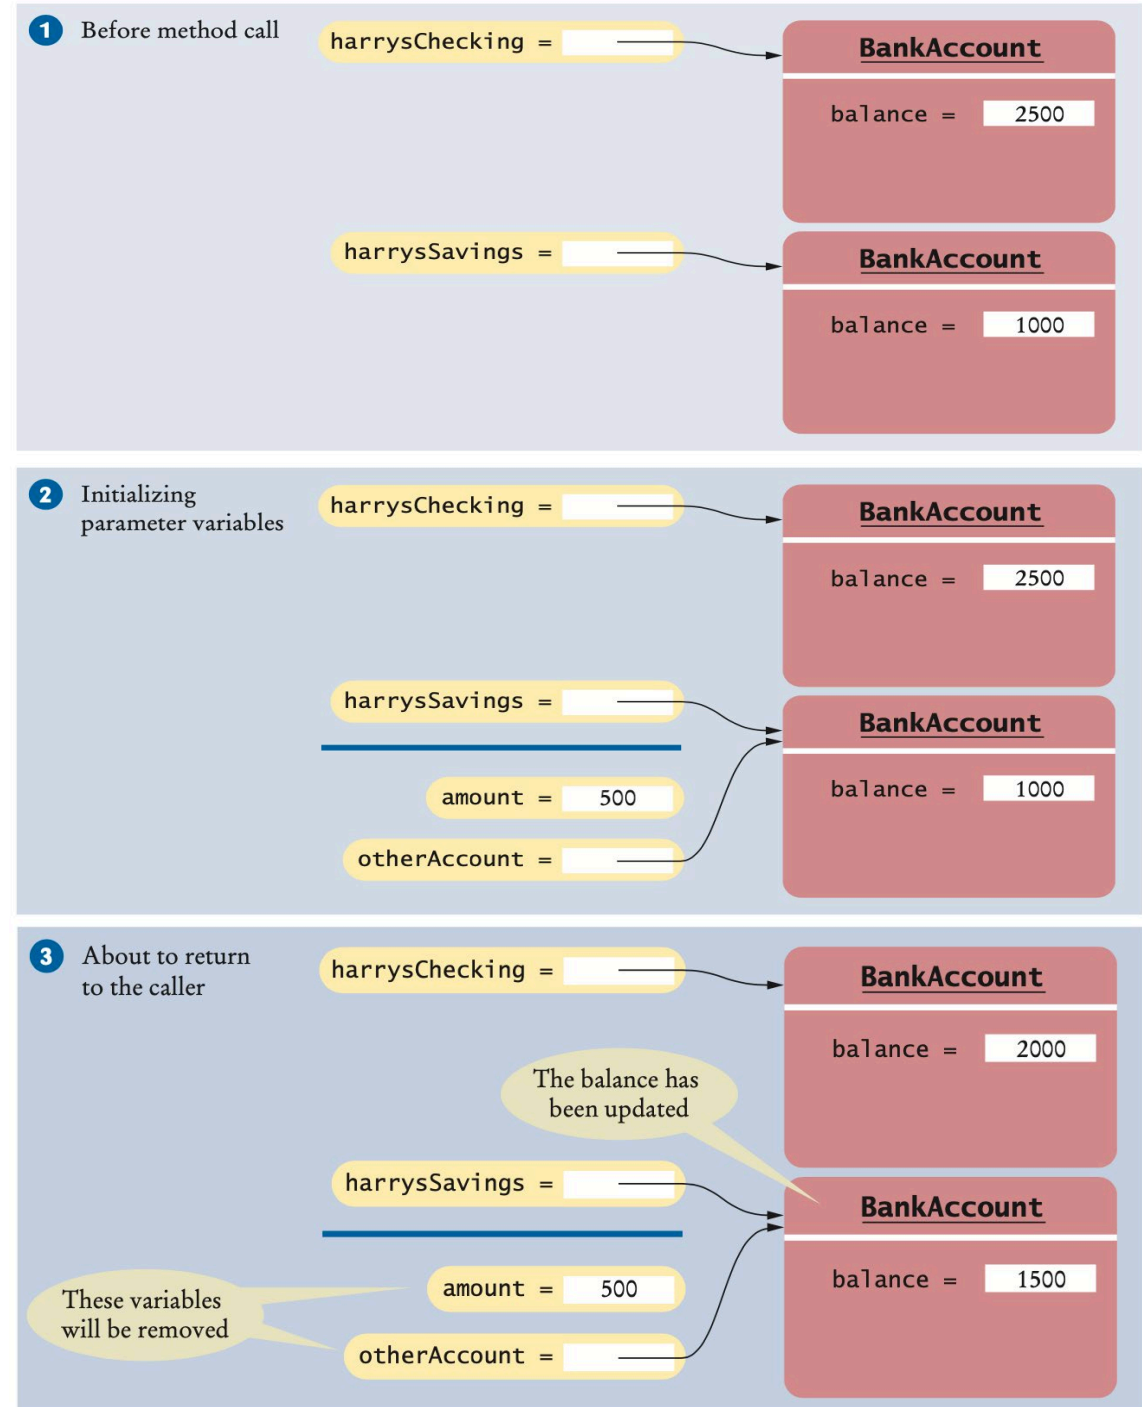 1 Before method call
harrysChecking =
BankAccount
balance = 2500
harrysSavings =
BankAccount
balance = 1000
2 Initializing
parameter variables
harrysChecking =
BankAccount
balance = 2500
harrysSavings =
BankAccount
balance = 1000
amount = 500
otherAccount =
3 About to return
to the caller
harrysChecking =
BankAccount
balance = 2000
The balance has
been updated
harrysSavings =
BankAccount
balance = 1500
amount = 500
These variables
will be removed
otherAccount =